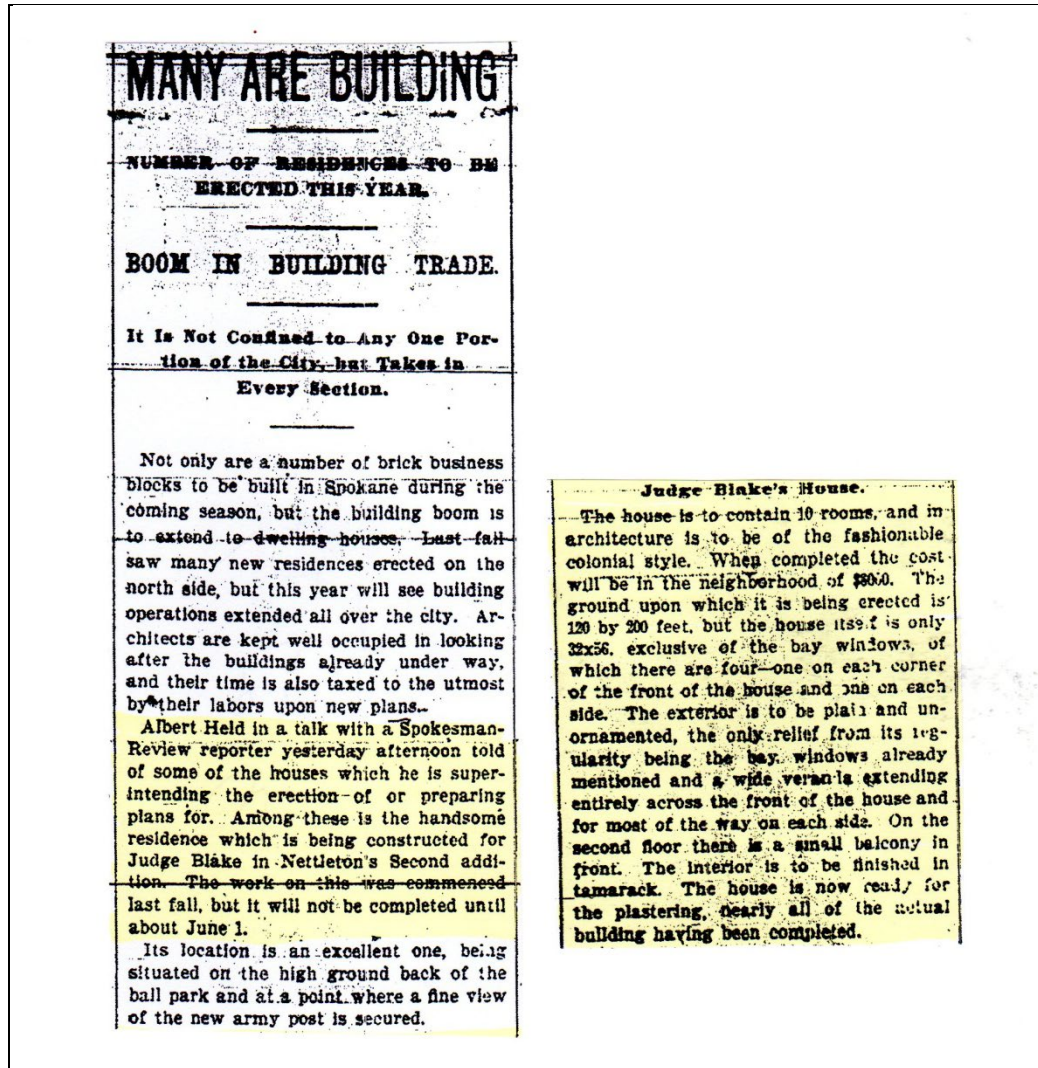 MANY ARE BUILDING
NUMBER OF RESIDENCES TO BE
ERECTED THIS YEAR.
BOOM IN BUILDING TRADE.
It Is Not Confined to Any One Por-
tion of the City, but Takes in
Every Section.
Not only are a number of brick business
blocks to be built in Spokane during the
coming season, but the building boom is
to extend to dwelling houses. Last fall
saw many new residences erected on the
north side, but this year will see building
operations extended all over the city. Ar-
chitects are kept well occupied in looking
after the buildings already under way,
and their time is also taxed to the utmost
by their labors upon new plans.
Albert Held in a talk with a Spokesman-
Review reporter yesterday afternoon told
of some of the houses which he is super-
intending the erection of or preparing
plans for. Among these is the handsome
residence which is being constructed for
Judge Blake in Nettleton's Second addi-
tion. The work on this was commenced
last fall, but it will not be completed until
about June 1.
Its location is an excellent one, being
situated on the high ground back of the
ball park and at a point where a fine view
of the new army post is secured.
Judge Blake's House.
The house is to contain 10 rooms, and in
architecture is to be of the fashionable
colonial style. When completed the cost
will be in the neighborhood of The
ground upon which it is being erected is
120 by 200 feet, but the house itself is only
32x56, exclusive of the bay windows, of
which there are four—one on each corner
of the front of the house and one on each
side. The exterior is to be plain and un-
ornamented, the only relief from its reg-
ularity being the bay windows already
mentioned and a wide veranda extending
entirely across the front of the house and
for most of the way on each side. On the
second floor there is a small balcony in
front. The interior is to be finished in
tamarack. The house is now ready for
the plastering, nearly all of the actual
building having been completed.